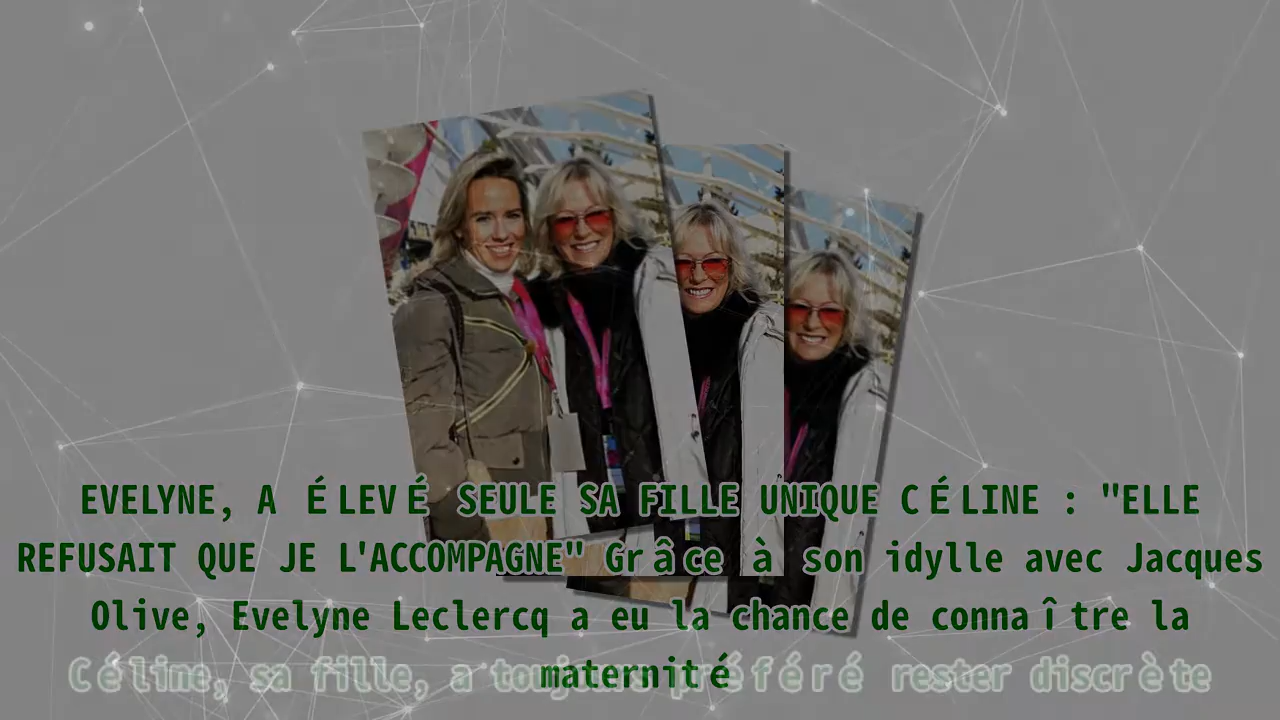 EVELYNE, A ÉLEVÉ SEULE SA FILLE UNIQUE CÉLINE : "ELLE
REFUSAIT QUE JE L'ACCOMPAGNE" Grâce à son idylle avec Jacques
Olive, Evelyne Leclercq a eu la chance de connaître la
maternité
Céline, sa fille, a toujours préféré rester discrète